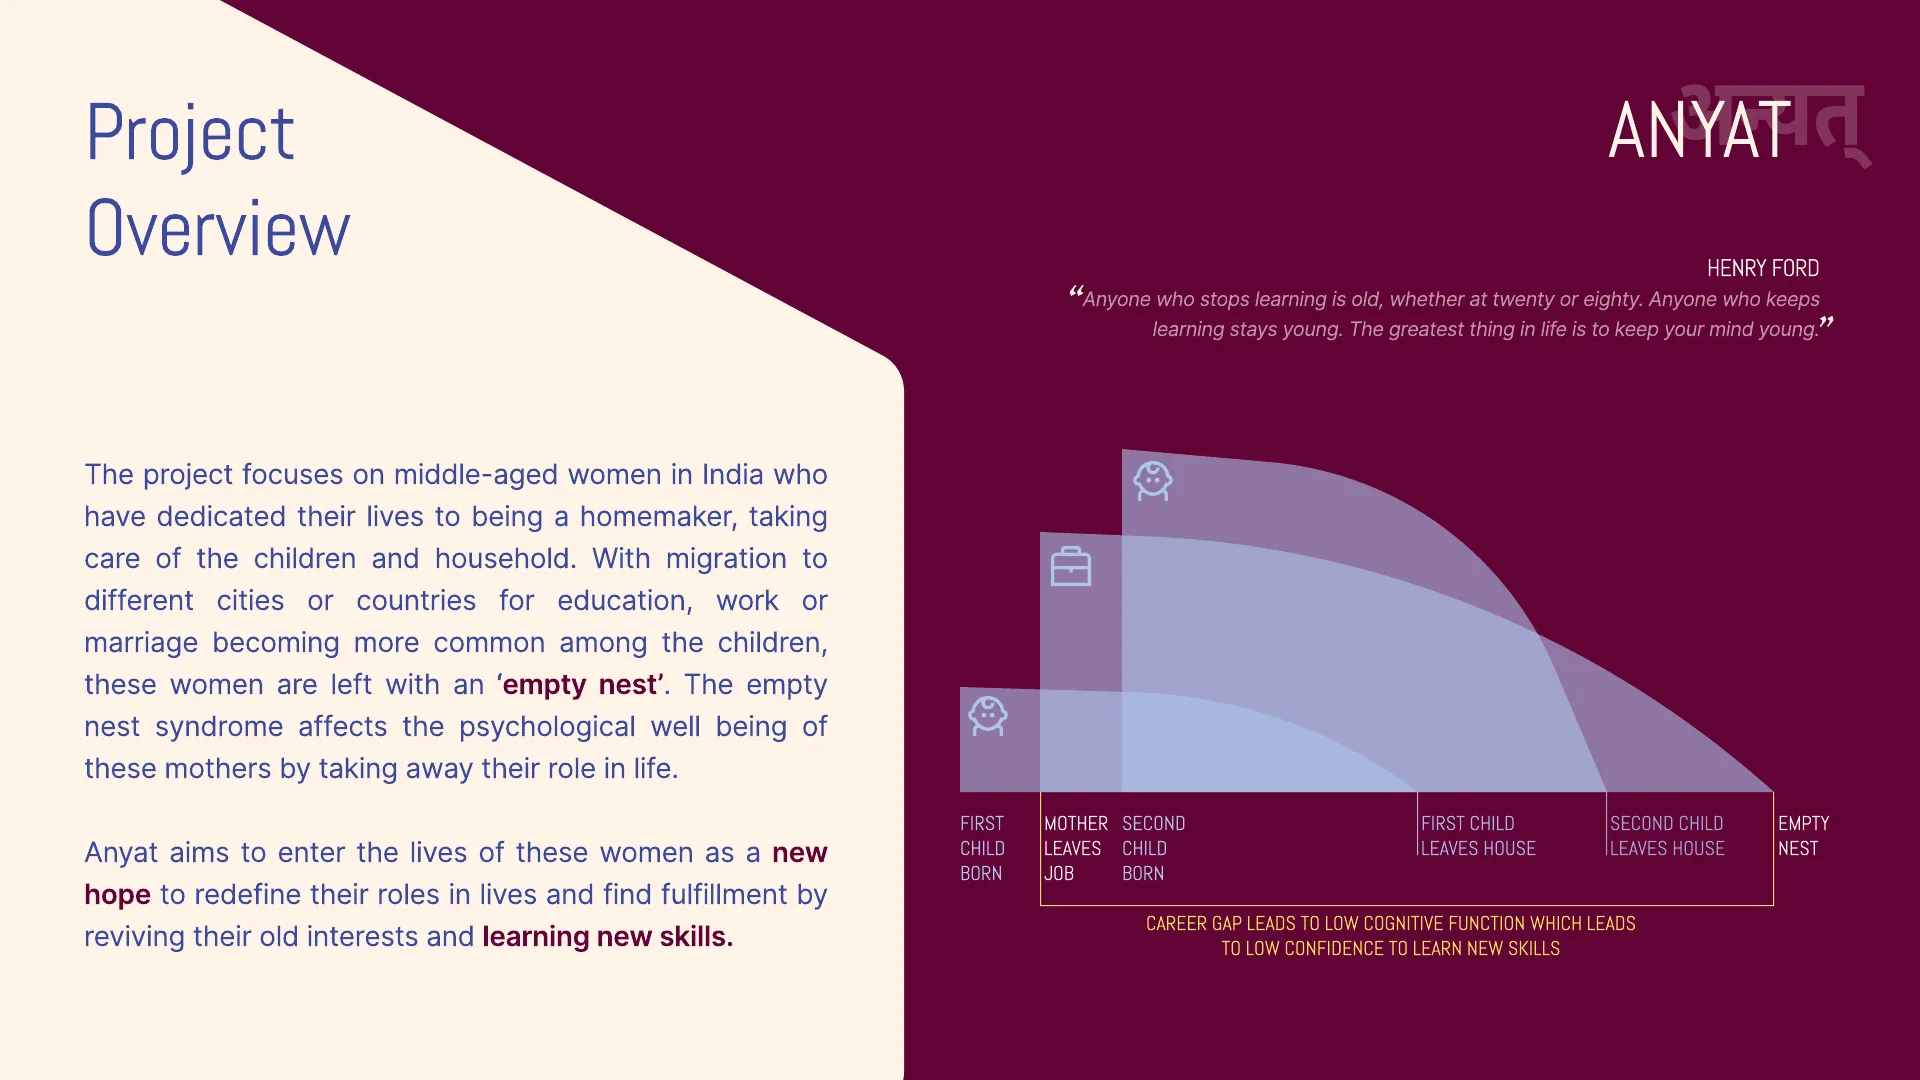 Project
Overview
The project focuses on middle-aged women in India who
have dedicated their lives to being a homemaker, taking
care of the children and household. With migration to
different cities or countries for education, work or
marriage becoming more common among the children,
these women are left with an ‘empty nest’. The empty
nest syndrome affects the psychological well being of
these mothers by taking away their role in life.
Anyat aims to enter the lives of these women as a new
hope to redefine their roles in lives and find fulfillment by
reviving their old interests and learning new skills.
अन्यत्
ANYAT
HENRY FORD
“Anyone who stops learning is old, whether at twenty or eighty. Anyone who keeps
learning stays young. The greatest thing in life is to keep your mind young.”
FIRST
CHILD
BORN
MOTHER
LEAVES
JOB
SECOND
CHILD
BORN
FIRST CHILD
LEAVES HOUSE
SECOND CHILD
LEAVES HOUSE
EMPTY
NEST
CAREER GAP LEADS TO LOW COGNITIVE FUNCTION WHICH LEADS
TO LOW CONFIDENCE TO LEARN NEW SKILLS